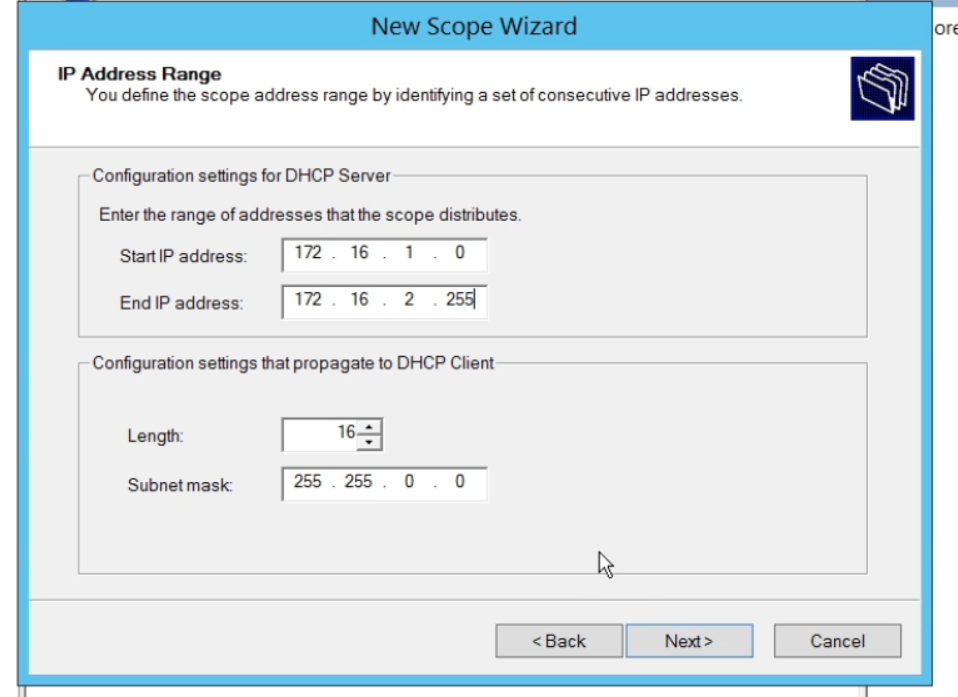 New Scope Wizard
ore
IP Address Range
You define the scope address range by identifying a set of consecutive IP addresses.
Configuration settings for DHCP Server
Enter the range of addresses that the scope distributes.
Start IP address: 172 . 16 . 1 . 0
End IP address: 172 . 16 . 2 . 255
Configuration settings that propagate to DHCP Client
Length: 16
Subnet mask: 255 . 255 . 0 . 0
< Back Next > Cancel